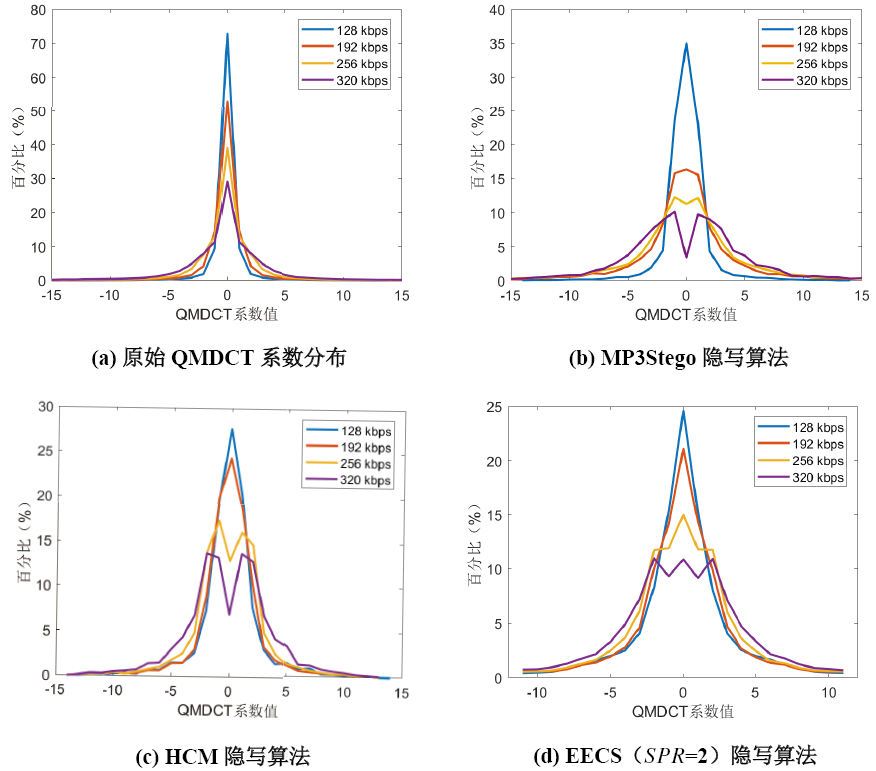 80
70
60
50
40
30
20
10
0
百分比（%）
128 kbps
192 kbps
256 kbps
320 kbps
-15 -10 -5 0 5 10 15
QMDCT系数值
(a) 原始 QMDCT 系数分布
40
35
30
25
20
15
10
5
0
百分比（%）
128 kbps
192 kbps
256 kbps
320 kbps
-15 -10 -5 0 5 10 15
QMDCT系数值
(b) MP3Stego 隐写算法
30
25
20
15
10
5
0
百分比（%）
128 kbps
192 kbps
256 kbps
320 kbps
-15 -10 -5 0 5 10 15
QMDCT系数值
(c) HCM 隐写算法
25
20
15
10
5
0
百分比（%）
128 kbps
192 kbps
256 kbps
320 kbps
-10 -5 0 5 10
QMDCT系数值
(d) EECS（SPR=2）隐写算法